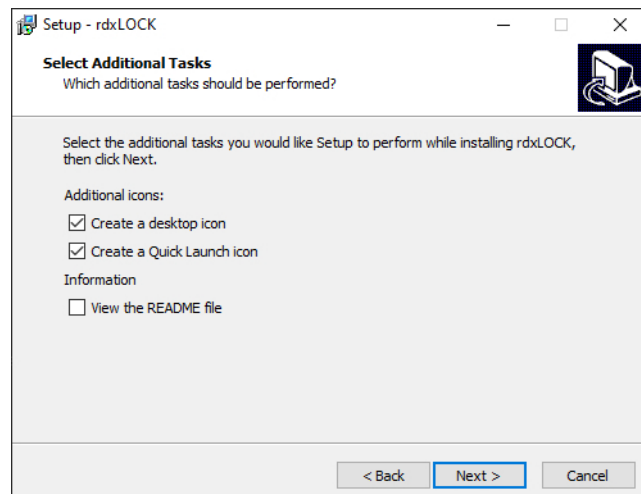 Setup - rdxLOCK
Select Additional Tasks
Which additional tasks should be performed?
Select the additional tasks you would like Setup to perform while installing rdxLOCK,
then click Next.
Additional icons:
Create a desktop icon
Create a Quick Launch icon
Information
View the README file
< Back Next > Cancel